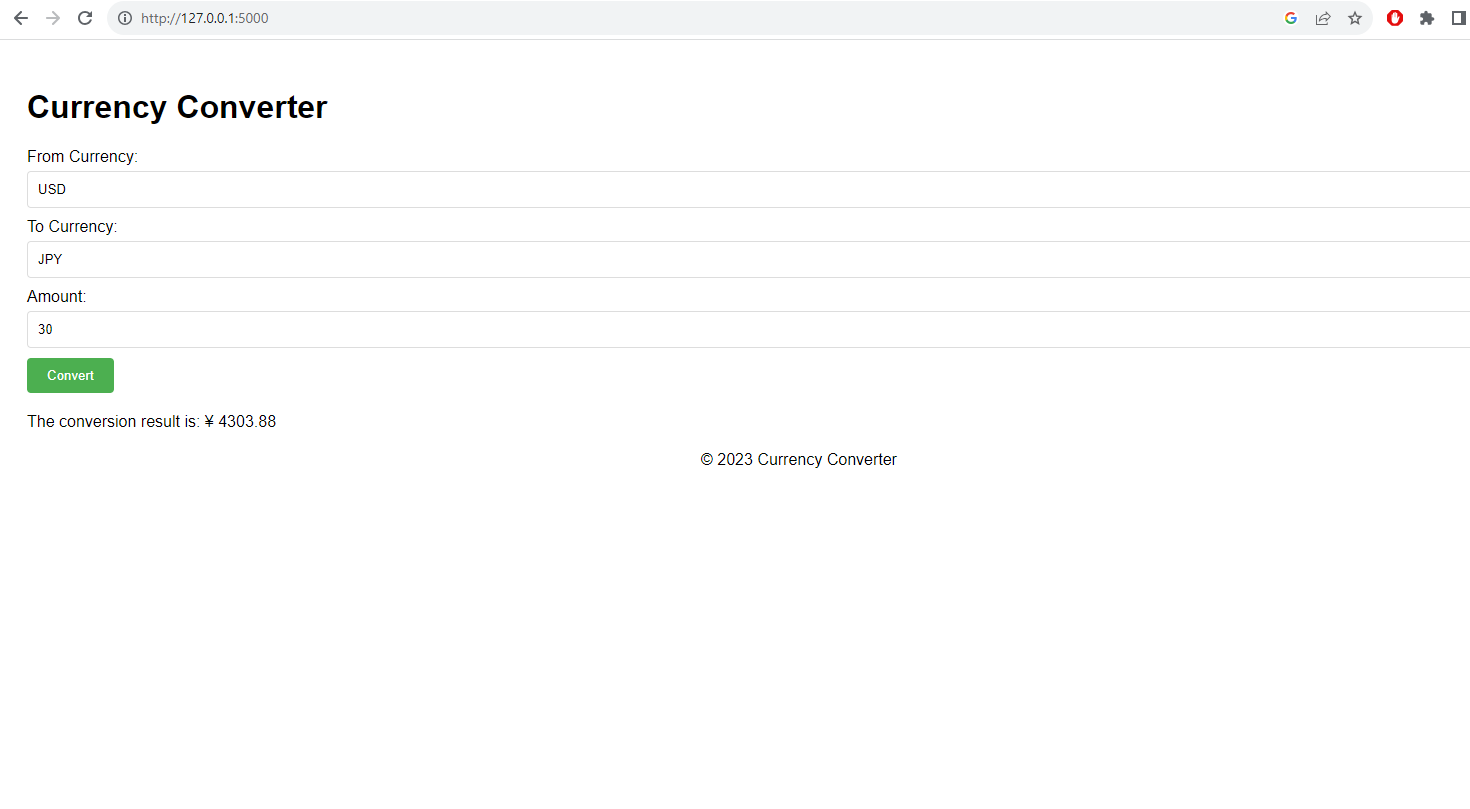 http://127.0.0.1:5000
Currency Converter
From Currency:
USD
To Currency:
JPY
Amount:
30
Convert
The conversion result is: ¥ 4303.88
© 2023 Currency Converter